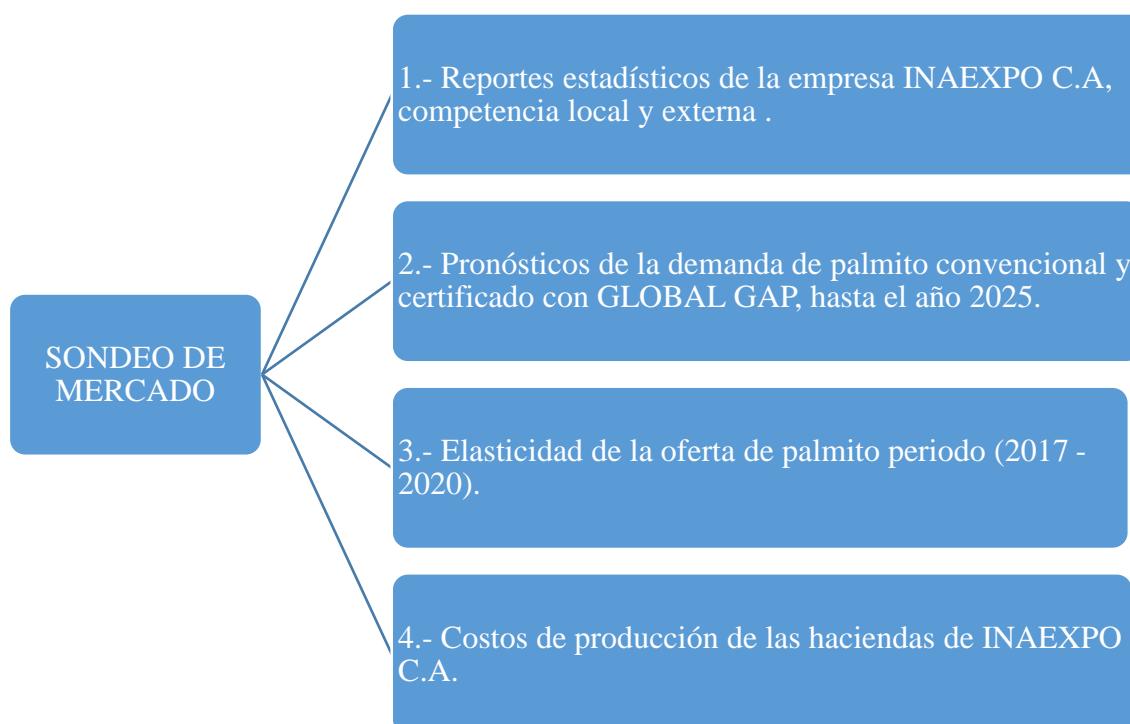 1.- Reportes estadísticos de la empresa INAEXPO C.A,
competencia local y externa .
2.- Pronósticos de la demanda de palmito convencional y
certificado con GLOBAL GAP, hasta el año 2025.
SONDEO DE
MERCADO
3.- Elasticidad de la oferta de palmito periodo (2017 -
2020).
4.- Costos de producción de las haciendas de INAEXPO
C.A.